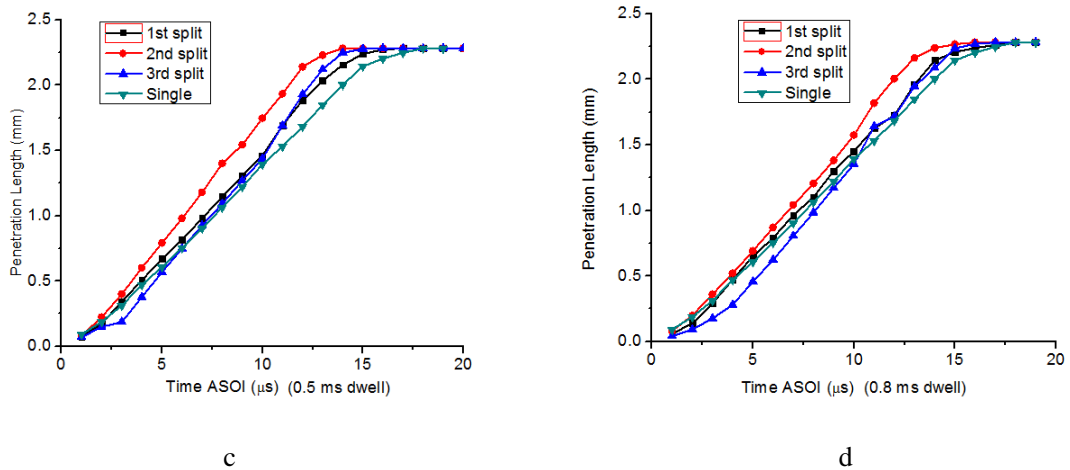 2.5
2.0
1.5
1.0
0.5
0.0
Penetration Length (mm)
1st split
2nd split
3rd split
Single
0 5 10 15 20
Time ASOI (μs) (0.5 ms dwell)
c
2.5
2.0
1.5
1.0
0.5
0.0
Penetration Length (mm)
1st split
2nd split
3rd split
Single
0 5 10 15 20
Time ASOI (μs) (0.8 ms dwell)
d